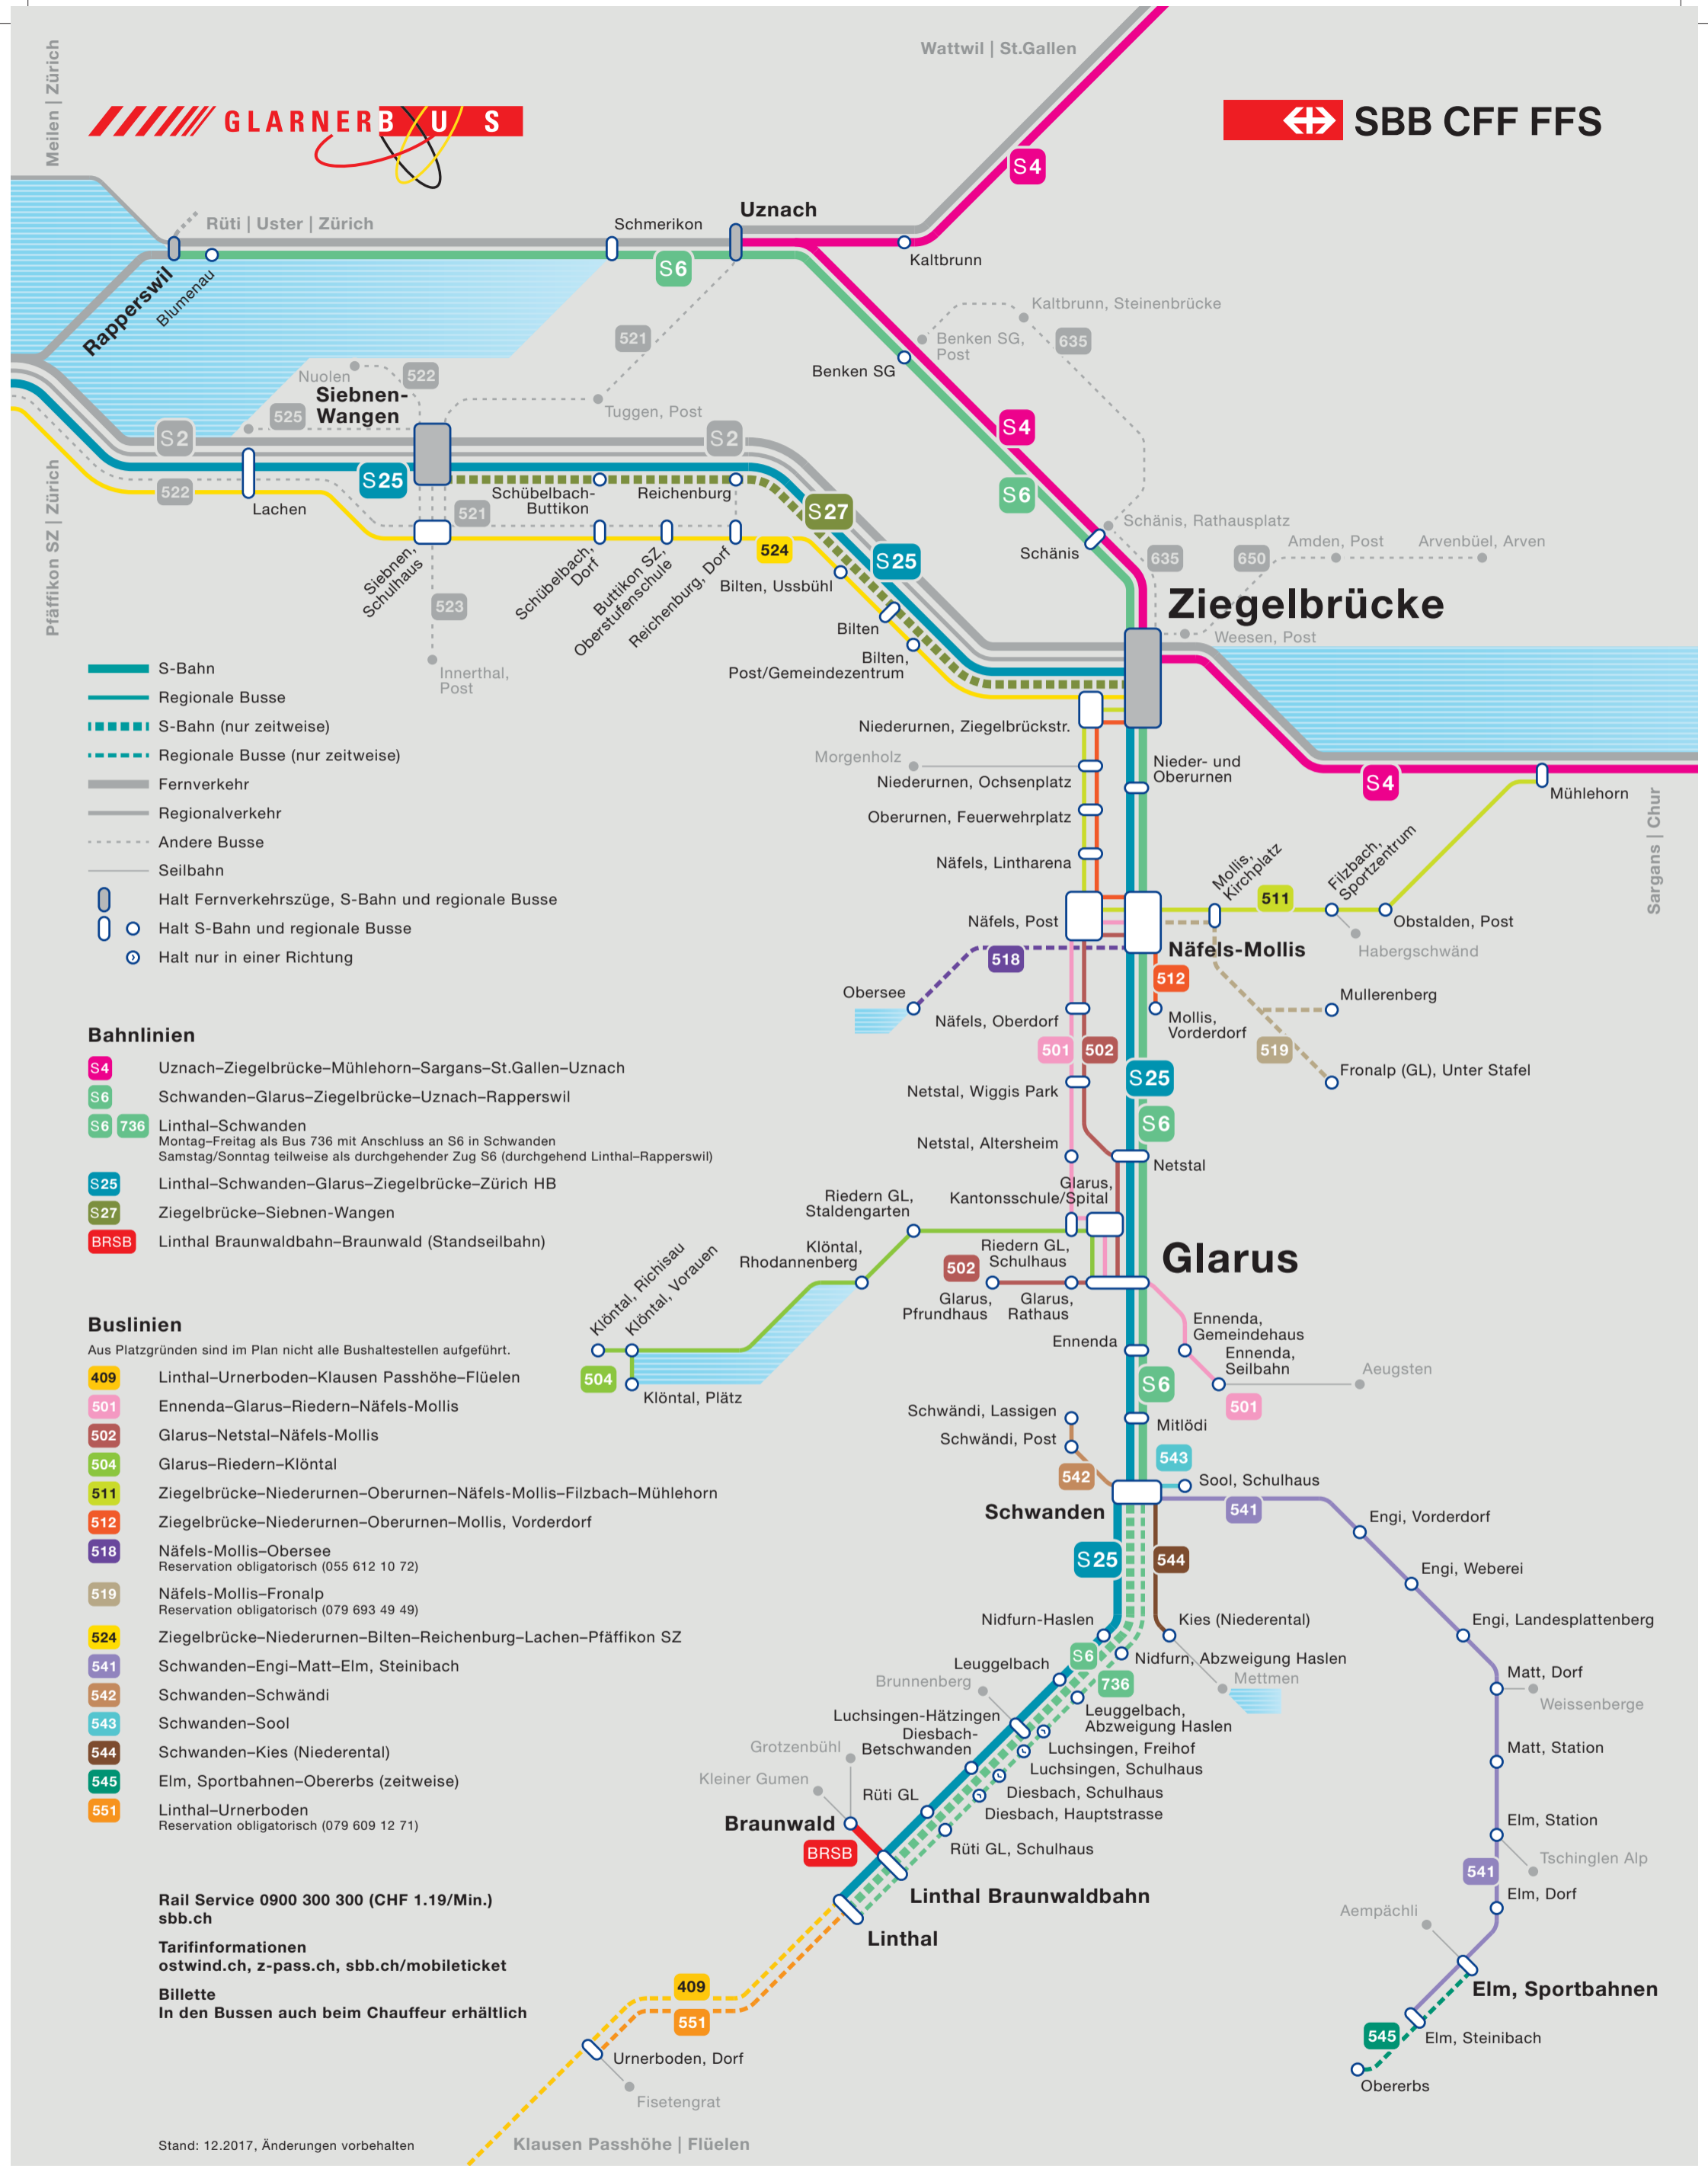 Wattwil | St.Gallen
Meilen | Zürich
GLARNERBUS
SBB CFF FFS
S4
Rüti | Uster | Zürich
Schmerikon
Uznach
Rapperswil
Blumenau
S6
Kaltbrunn
521
Kaltbrunn, Steinenbrücke
Benken SG,
Post
635
Benken SG
Nuolen
522
Siebnen-
Wangen
525
Tuggen, Post
S2
S2
S4
S25
522
Lachen
Schübelbach-
Buttikon
Reichenburg
S27
S6
521
524
Schänis, Rathausplatz
Schänis
635
650
Amden, Post
Arvenbüel, Arven
Pfäffikon SZ | Zürich
Siebnen,
Schulhaus
Schübelbach,
Dorf
Buttikon SZ,
Oberstufenschule
Reichenburg, Dorf
S25
Bilten, Ussbühl
523
Ziegelbrücke
Bilten
Weesen, Post
Bilten,
Post/Gemeindezentrum
Innerthal,
Post
S-Bahn
Regionale Busse
S-Bahn (nur zeitweise)
Regionale Busse (nur zeitweise)
Fernverkehr
Regionalverkehr
Andere Busse
Seilbahn
Halt Fernverkehrszüge, S-Bahn und regionale Busse
Halt S-Bahn und regionale Busse
Halt nur in einer Richtung
Niederurnen, Ziegelbrückstr.
Morgenholz
Niederurnen, Ochsenplatz
Nieder- und
Oberurnen
S4
Mühlehorn
Sargans | Chur
Oberurnen, Feuerwehrplatz
Näfels, Lintharena
Mollis,
Kirchplatz
511
Filzbach,
Sportzentrum
Näfels, Post
Obstalden, Post
Näfels-Mollis
Habergschwänd
518
512
Obersee
Näfels, Oberdorf
Mollis,
Vorderdorf
Mullerenberg
501
502
519
Fronalp (GL), Unter Stafel
S25
Netstal, Wiggis Park
S6
Netstal, Altersheim
Netstal
Glarus,
Kantonsschule/Spital
Riedern GL,
Staldengarten
Klöntal,
Rhodannenberg
Riedern GL,
Schulhaus
Glarus
502
Glarus,
Pfrundhaus
Glarus,
Rathaus
Klöntal, Richisau
Klöntal, Vorauen
Ennenda,
Gemeindehaus
Ennenda
Ennenda,
Seilbahn
Aeugsten
504
Klöntal, Plätz
S6
501
Schwändi, Lassigen
Mitlödi
Schwändi, Post
543
542
Sool, Schulhaus
Schwanden
541
Engi, Vorderdorf
S25
544
Engi, Weberei
Nidfurn-Haslen
Kies (Niederental)
Engi, Landesplattenberg
S6
Nidfurn, Abzweigung Haslen
Leuggelbach
Mettmen
Brunnenberg
736
Matt, Dorf
Weissenberge
Leuggelbach,
Abzweigung Haslen
Luchsingen-Hätzingen
Diesbach-
Betschwanden
Luchsingen, Freihof
Luchsingen, Schulhaus
Matt, Station
Grotzenbühl
Kleiner Gumen
Rüti GL
Diesbach, Schulhaus
Diesbach, Hauptstrasse
Braunwald
BRSB
Rüti GL, Schulhaus
Elm, Station
Tschinglen Alp
541
Elm, Dorf
Linthal Braunwaldbahn
Aempächli
Linthal
Elm, Sportbahnen
545
Elm, Steinibach
Obererbs
409
551
Urnerboden, Dorf
Fisetengrat
Klausen Passhöhe | Flüelen
Bahnlinien
S4 Uznach–Ziegelbrücke–Mühlehorn–Sargans–St.Gallen–Uznach
S6 Schwanden–Glarus–Ziegelbrücke–Uznach–Rapperswil
S6 736 Linthal–Schwanden
Montag–Freitag als Bus 736 mit Anschluss an S6 in Schwanden
Samstag/Sonntag teilweise als durchgehender Zug S6 (durchgehend Linthal–Rapperswil)
S25 Linthal–Schwanden–Glarus–Ziegelbrücke–Zürich HB
S27 Ziegelbrücke–Siebnen-Wangen
BRSB Linthal Braunwaldbahn–Braunwald (Standseilbahn)
Buslinien
Aus Platzgründen sind im Plan nicht alle Bushaltestellen aufgeführt.
409 Linthal–Urnerboden–Klausen Passhöhe–Flüelen
501 Ennenda–Glarus–Riedern–Näfels-Mollis
502 Glarus–Netstal–Näfels-Mollis
504 Glarus–Riedern–Klöntal
511 Ziegelbrücke–Niederurnen–Oberurnen–Näfels-Mollis–Filzbach–Mühlehorn
512 Ziegelbrücke–Niederurnen–Oberurnen–Mollis, Vorderdorf
518 Näfels-Mollis–Obersee
Reservation obligatorisch (055 612 10 72)
519 Näfels-Mollis–Fronalp
Reservation obligatorisch (079 693 49 49)
524 Ziegelbrücke–Niederurnen–Bilten–Reichenburg–Lachen–Pfäffikon SZ
541 Schwanden–Engi–Matt–Elm, Steinibach
542 Schwanden–Schwändi
543 Schwanden–Sool
544 Schwanden–Kies (Niederental)
545 Elm, Sportbahnen–Obererbs (zeitweise)
551 Linthal–Urnerboden
Reservation obligatorisch (079 609 12 71)
Rail Service 0900 300 300 (CHF 1.19/Min.)
sbb.ch
Tarifinformationen
ostwind.ch, z-pass.ch, sbb.ch/mobileticket
Billette
In den Bussen auch beim Chauffeur erhältlich
Stand: 12.2017, Änderungen vorbehalten